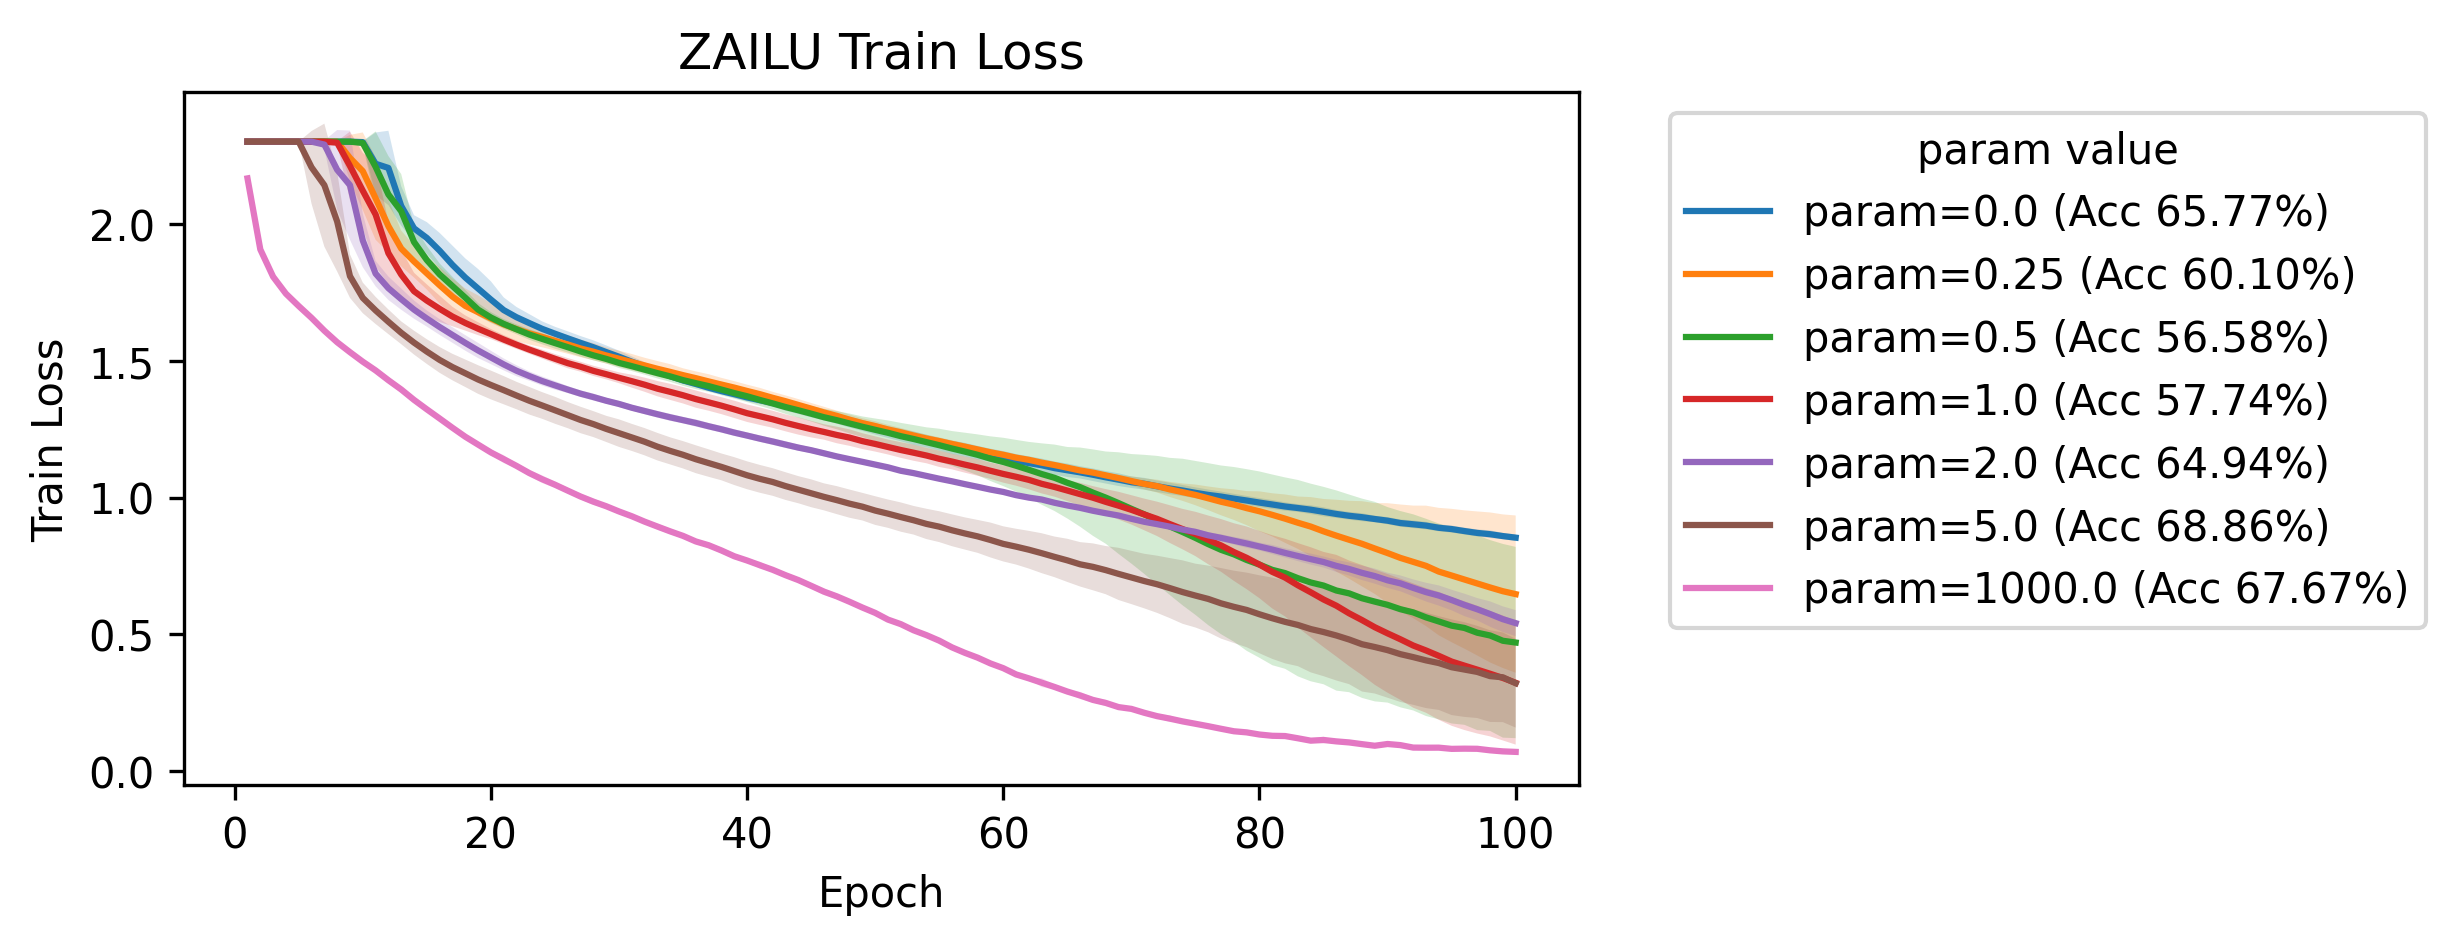 ZAILU Train Loss
Train Loss
2.0
1.5
1.0
0.5
0.0
0 20 40 60 80 100
Epoch
param value
param=0.0 (Acc 65.77%)
param=0.25 (Acc 60.10%)
param=0.5 (Acc 56.58%)
param=1.0 (Acc 57.74%)
param=2.0 (Acc 64.94%)
param=5.0 (Acc 68.86%)
param=1000.0 (Acc 67.67%)